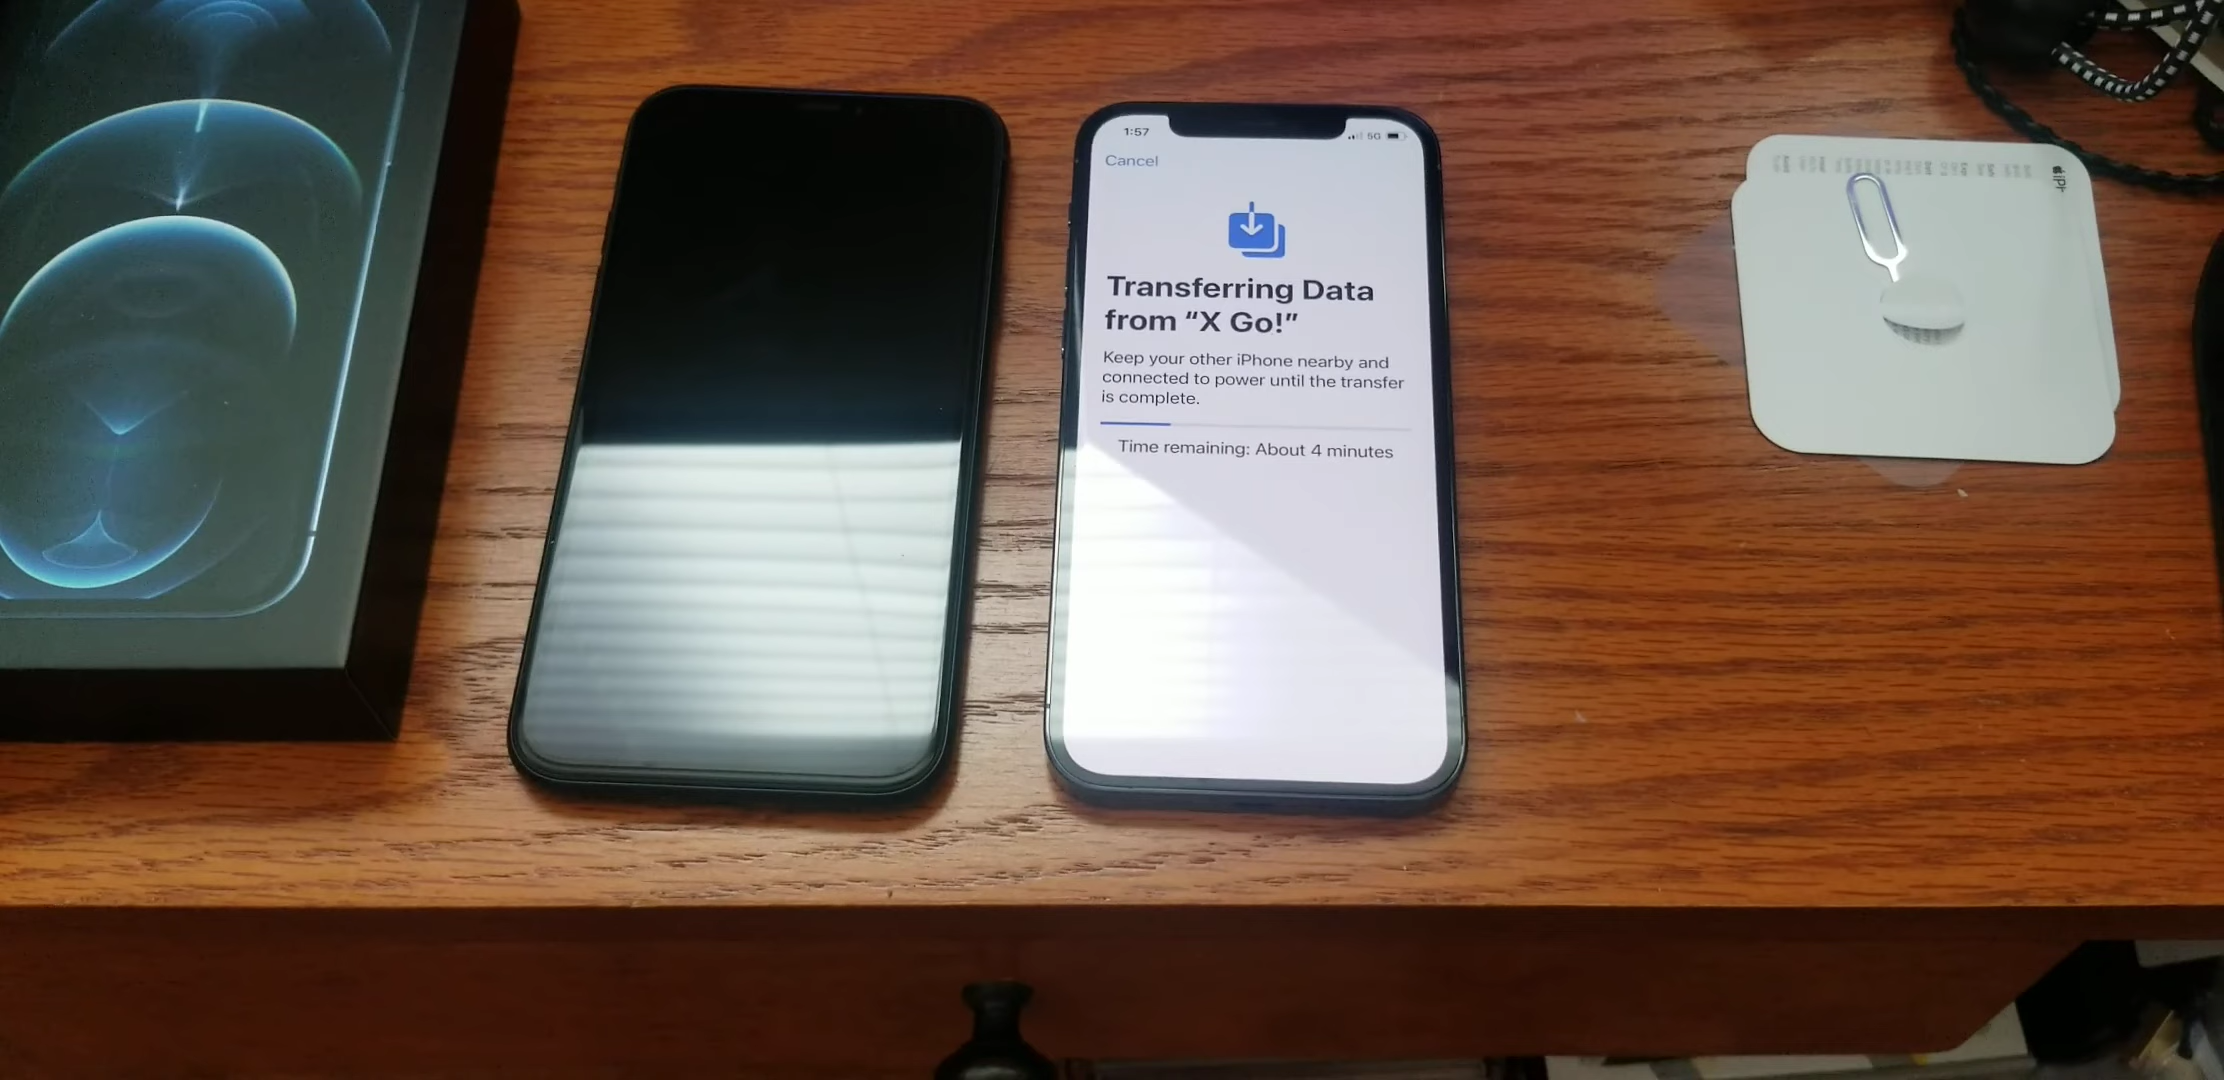 1:57
5G
Cancel
Transferring Data
from “X Go!”
Keep your other iPhone nearby and
connected to power until the transfer
is complete.
Time remaining: About 4 minutes